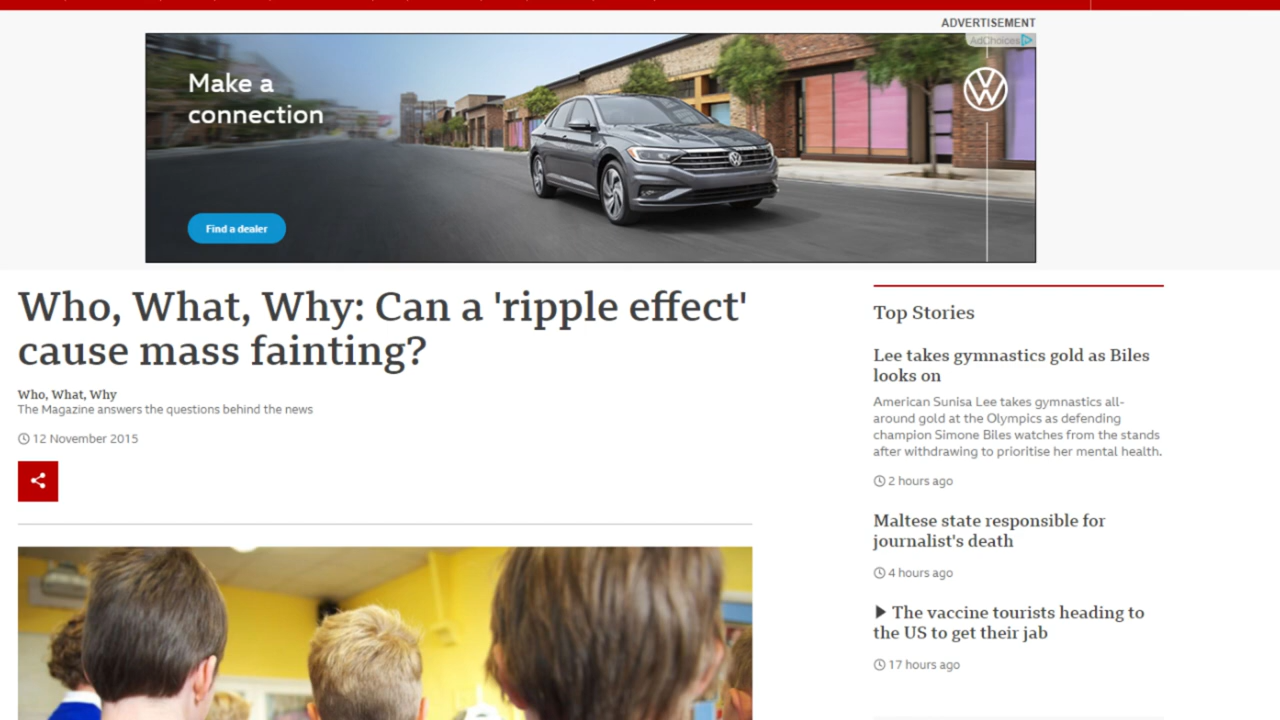 ADVERTISEMENT
AdChoices
Make a
connection
Find a dealer
Who, What, Why: Can a 'ripple effect'
cause mass fainting?
Who, What, Why
The Magazine answers the questions behind the news
12 November 2015
Top Stories
Lee takes gymnastics gold as Biles
looks on
American Sunisa Lee takes gymnastics all-
around gold at the Olympics as defending
champion Simone Biles watches from the stands
after withdrawing to prioritise her mental health.
2 hours ago
Maltese state responsible for
journalist's death
4 hours ago
The vaccine tourists heading to
the US to get their jab
17 hours ago